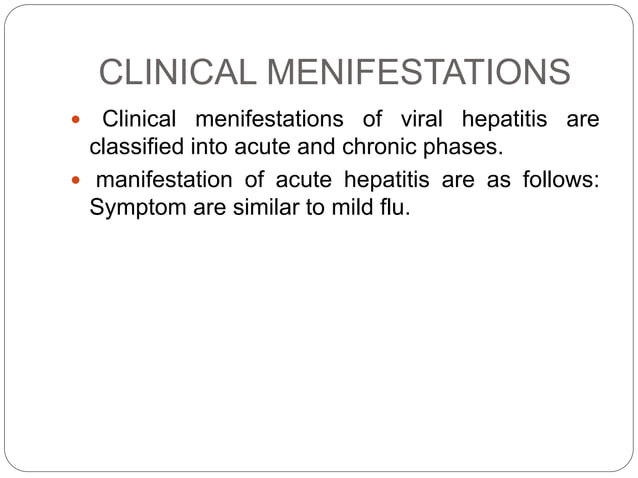 CLINICAL MENIFESTATIONS
Clinical menifestations of viral hepatitis are
classified into acute and chronic phases.
manifestation of acute hepatitis are as follows:
Symptom are similar to mild flu.